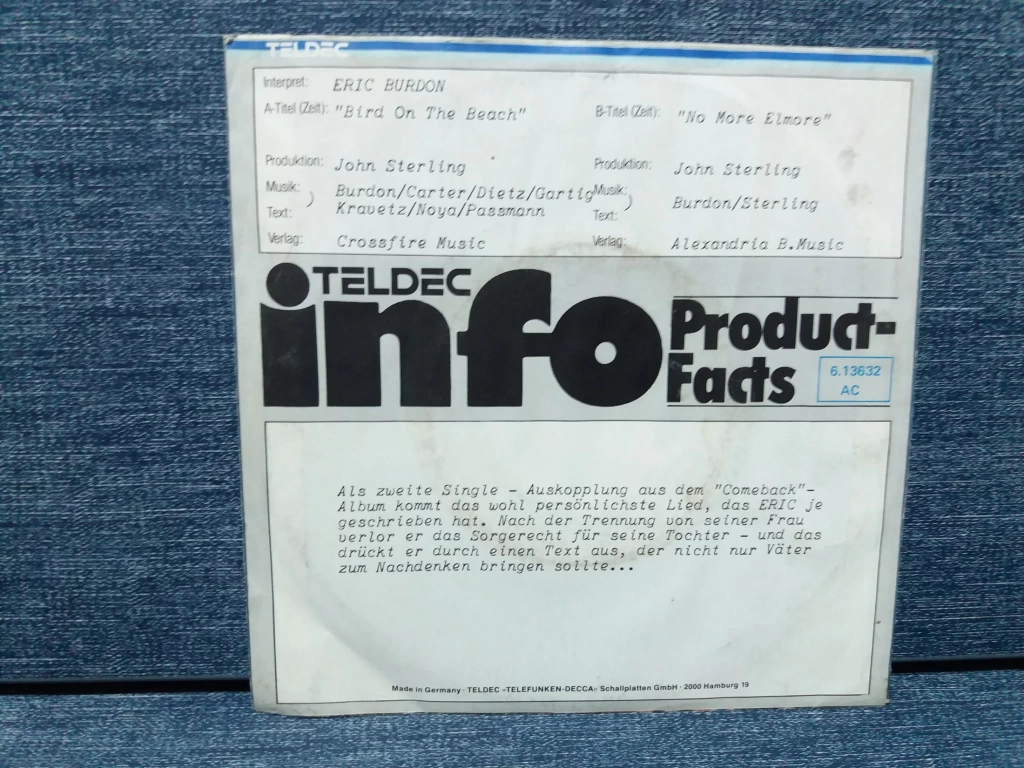 TELDEC
Interpret: ERIC BURDON
A-Titel (Zeit): "Bird On The Beach"
B-Titel (Zeit): "No More Elmore"
Produktion: John Sterling
Produktion: John Sterling
Musik: ) Burdon/Carter/Dietz/Gartig
Text: Kravetz/Noya/Passmann
Musik: )
Text: Burdon/Sterling
Verlag: Crossfire Music
Verlag: Alexandria B.Music
TELDEC
info
Product-
Facts
6.13632
AC
Als zweite Single - Auskopplung aus dem "Comeback"-
Album kommt das wohl persönlichste Lied, das ERIC je
geschrieben hat. Nach der Trennung von seiner Frau
verlor er das Sorgerecht für seine Tochter - und das
drückt er durch einen Text aus, der nicht nur Väter
zum Nachdenken bringen sollte...
Made in Germany · TELDEC »TELEFUNKEN-DECCA« Schallplatten GmbH · 2000 Hamburg 19